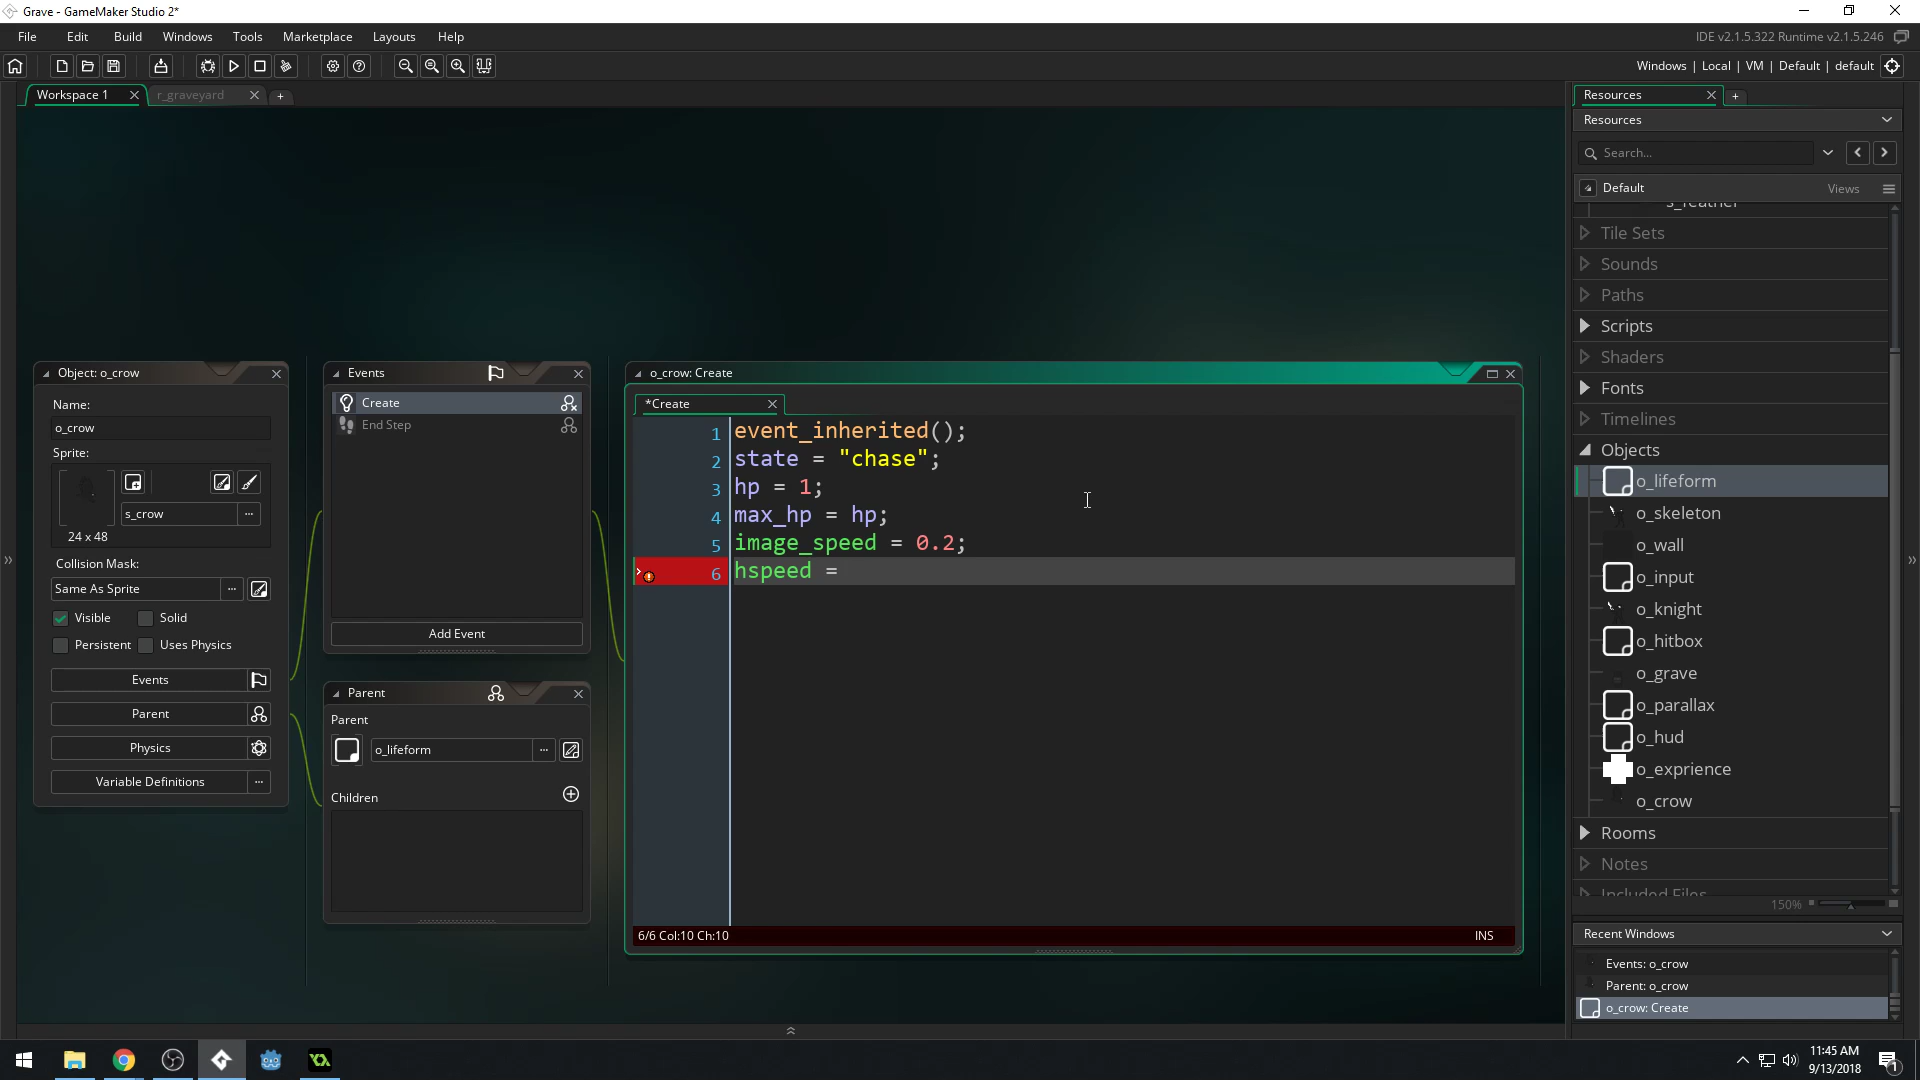 Grave - GameMaker Studio 2*
File Edit Build Windows Tools Marketplace Layouts Help
IDE v2.1.5.322 Runtime v2.1.5.246
Windows | Local | VM | Default | default
Workspace 1
r_graveyard
Resources
Resources
Search...
Default
Views
s_feather
Tile Sets
Sounds
Paths
Scripts
Shaders
Fonts
Timelines
Objects
o_lifeform
o_skeleton
o_wall
o_input
o_knight
o_hitbox
o_grave
o_parallax
o_hud
o_exprience
o_crow
Rooms
Notes
Included Files
150%
Recent Windows
Events: o_crow
Parent: o_crow
o_crow: Create
Object: o_crow
Name:
o_crow
Sprite:
s_crow
24 x 48
Collision Mask:
Same As Sprite
Visible
Solid
Persistent
Uses Physics
Events
Parent
Physics
Variable Definitions
Events
Create
End Step
Add Event
Parent
Parent
o_lifeform
Children
o_crow: Create
*Create
1 event_inherited();
2 state = "chase";
3 hp = 1;
4 max_hp = hp;
5 image_speed = 0.2;
6 hspeed =
6/6 Col:10 Ch:10
INS
11:45 AM
9/13/2018
1